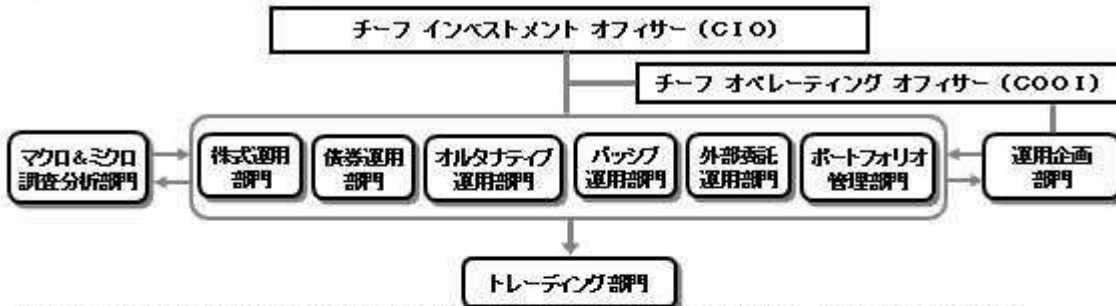 チーフ インベストメント オフィサー（ＣＩＯ）
チーフ オペレーティング オフィサー（ＣＯＯＩ）
マクロ＆ミクロ
調査分析部門
株式運用
部門
債券運用
部門
オルタナティブ
運用部門
パッシブ
運用部門
外部委託
運用部門
ポートフォリオ
管理部門
運用企画
部門
トレーディング部門